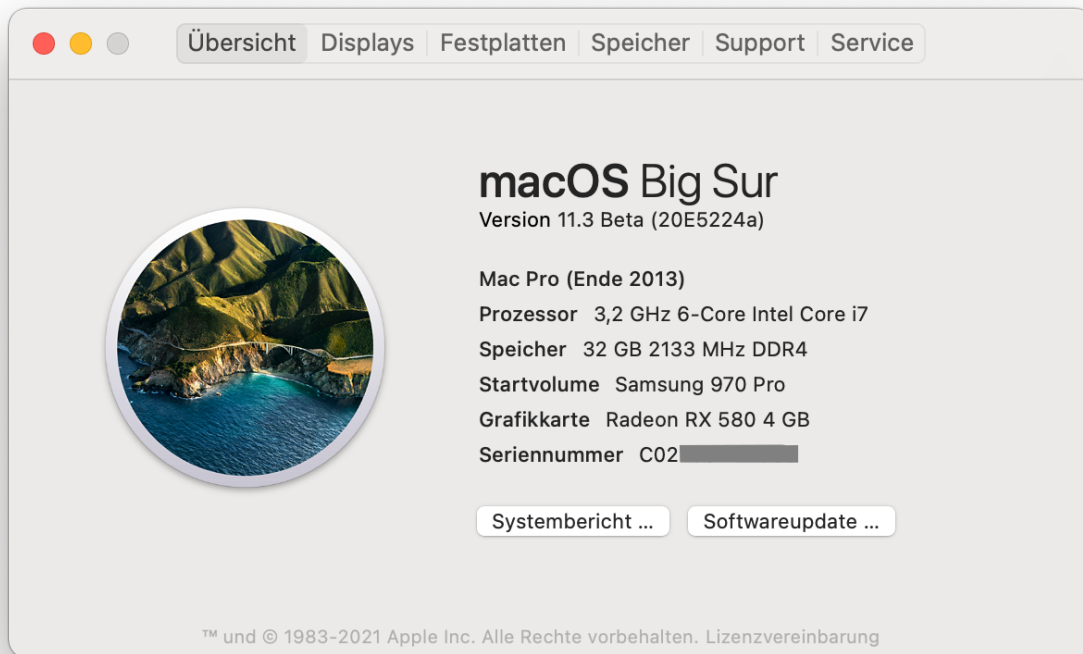 Übersicht Displays Festplatten Speicher Support Service
macOS Big Sur
Version 11.3 Beta (20E5224a)
Mac Pro (Ende 2013)
Prozessor 3,2 GHz 6-Core Intel Core i7
Speicher 32 GB 2133 MHz DDR4
Startvolume Samsung 970 Pro
Grafikkarte Radeon RX 580 4 GB
Seriennummer C02
Systembericht ... Softwareupdate ...
™ und © 1983-2021 Apple Inc. Alle Rechte vorbehalten. Lizenzvereinbarung